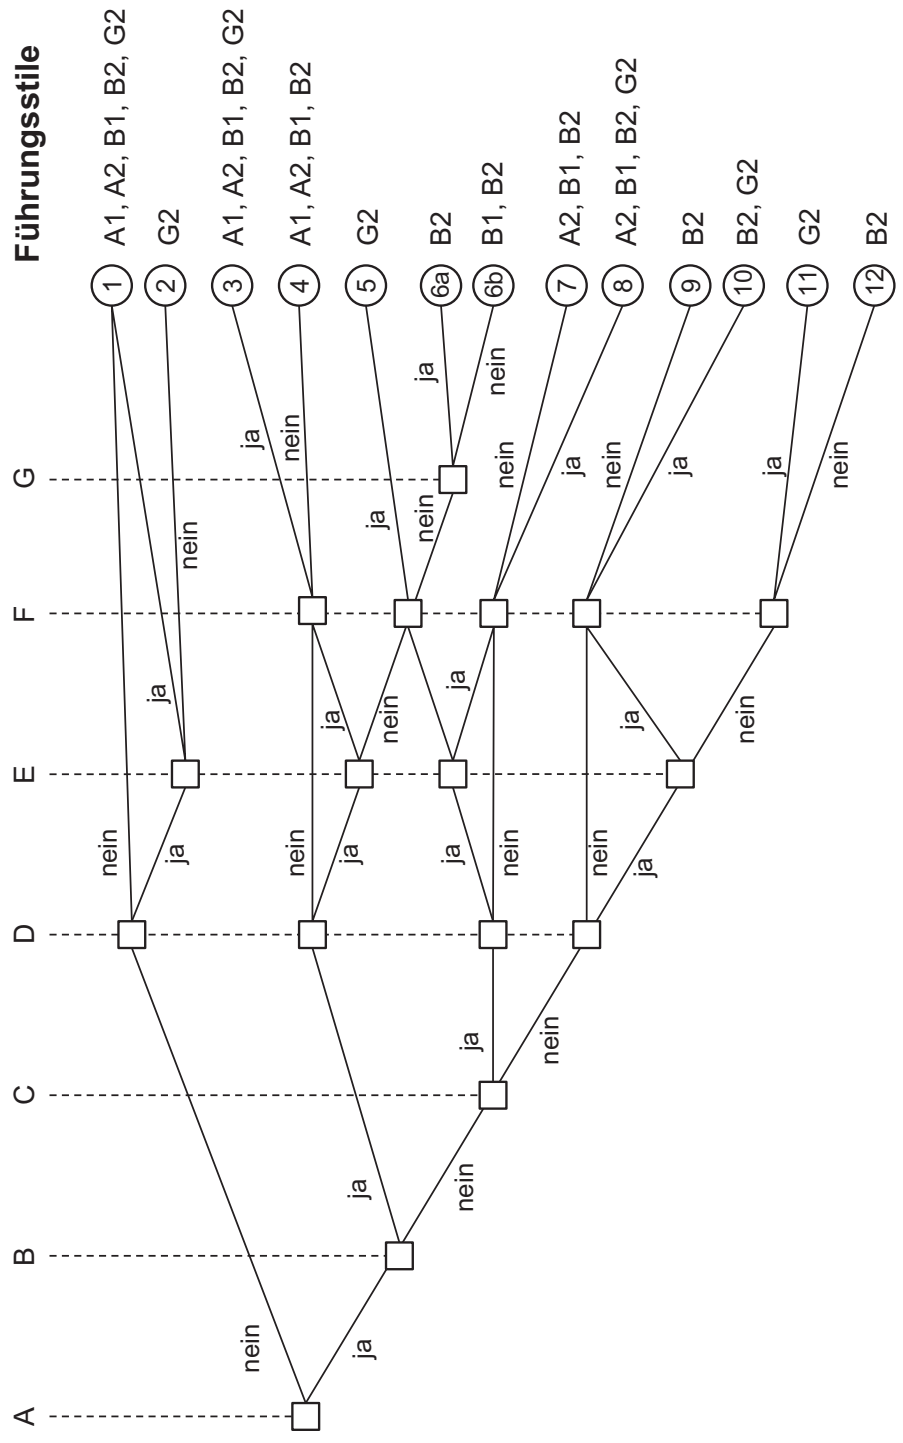 A B C D E F G Führungsstile
nein 1 A1, A2, B1, B2, G2
ja
ja 2 G2
nein
3 A1, A2, B1, B2, G2
nein ja
nein nein 4 A1, A2, B1, B2
ja
ja
ja
ja 5 G2
ja
nein
nein ja 6a B2
ja ja
nein ja
nein 6b B1, B2
nein nein
nein 7 A2, B1, B2
ja
nein nein 8 A2, B1, B2, G2
ja
ja
ja 9 B2
nein 10 B2, G2
ja 11 G2
nein 12 B2